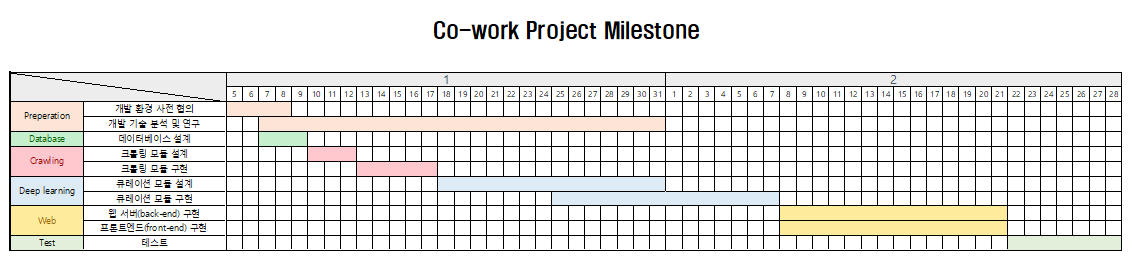 Co-work Project Milestone
1 2
5 6 7 8 9 10 11 12 13 14 15 16 17 18 19 20 21 22 23 24 25 26 27 28 29 30 31 1 2 3 4 5 6 7 8 9 10 11 12 13 14 15 16 17 18 19 20 21 22 23 24 25 26 27 28
Preperation 개발 환경 사전 협의
개발 기술 분석 및 연구
Database 데이터베이스 설계
Crawling 크롤링 모듈 설계
크롤링 모듈 구현
Deep learning 큐레이션 모듈 설계
큐레이션 모듈 구현
Web 웹 서버(back-end) 구현
프론트엔드(front-end) 구현
Test 테스트